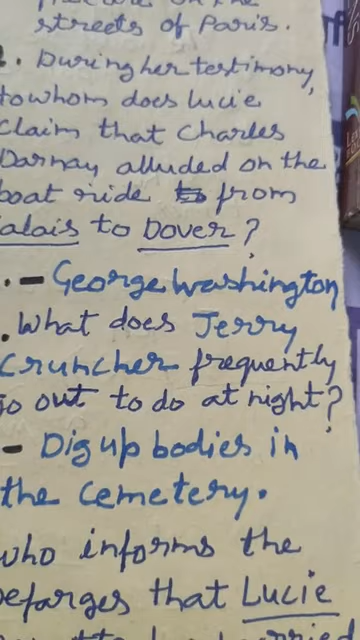 streets of Paris.
. During her testimony,
to whom does Lucie
claim that Charles
Darnay alluded on the
boat ride from
alais to Dover?
- George Washington
. What does Jerry
Cruncher frequently
go out to do at night?
- Dig up bodies in
the cemetery.
who informs the
efarges that Lucie